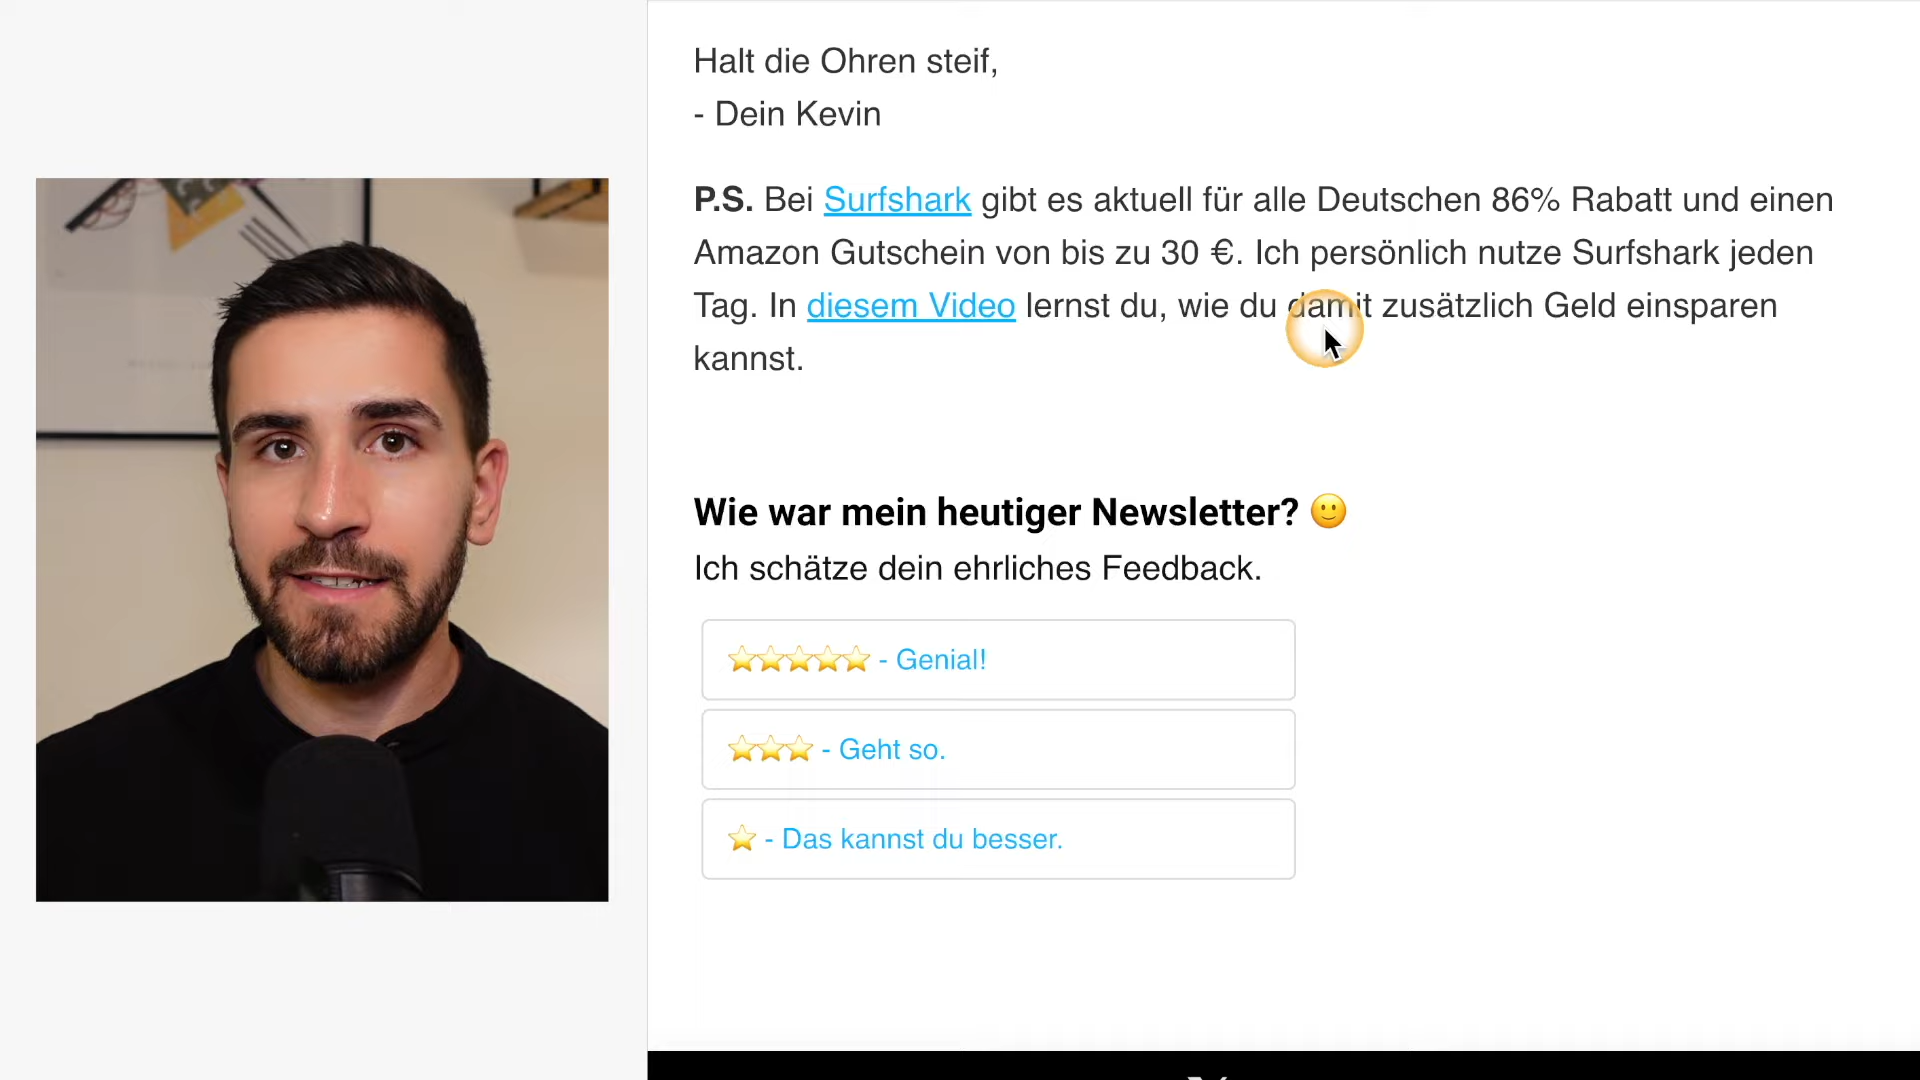 Halt die Ohren steif,
- Dein Kevin
P.S. Bei Surfshark gibt es aktuell für alle Deutschen 86% Rabatt und einen
Amazon Gutschein von bis zu 30 €. Ich persönlich nutze Surfshark jeden
Tag. In diesem Video lernst du, wie du damit zusätzlich Geld einsparen
kannst.
Wie war mein heutiger Newsletter? 🙂
Ich schätze dein ehrliches Feedback.
⭐⭐⭐⭐⭐ - Genial!
⭐⭐⭐ - Geht so.
⭐ - Das kannst du besser.